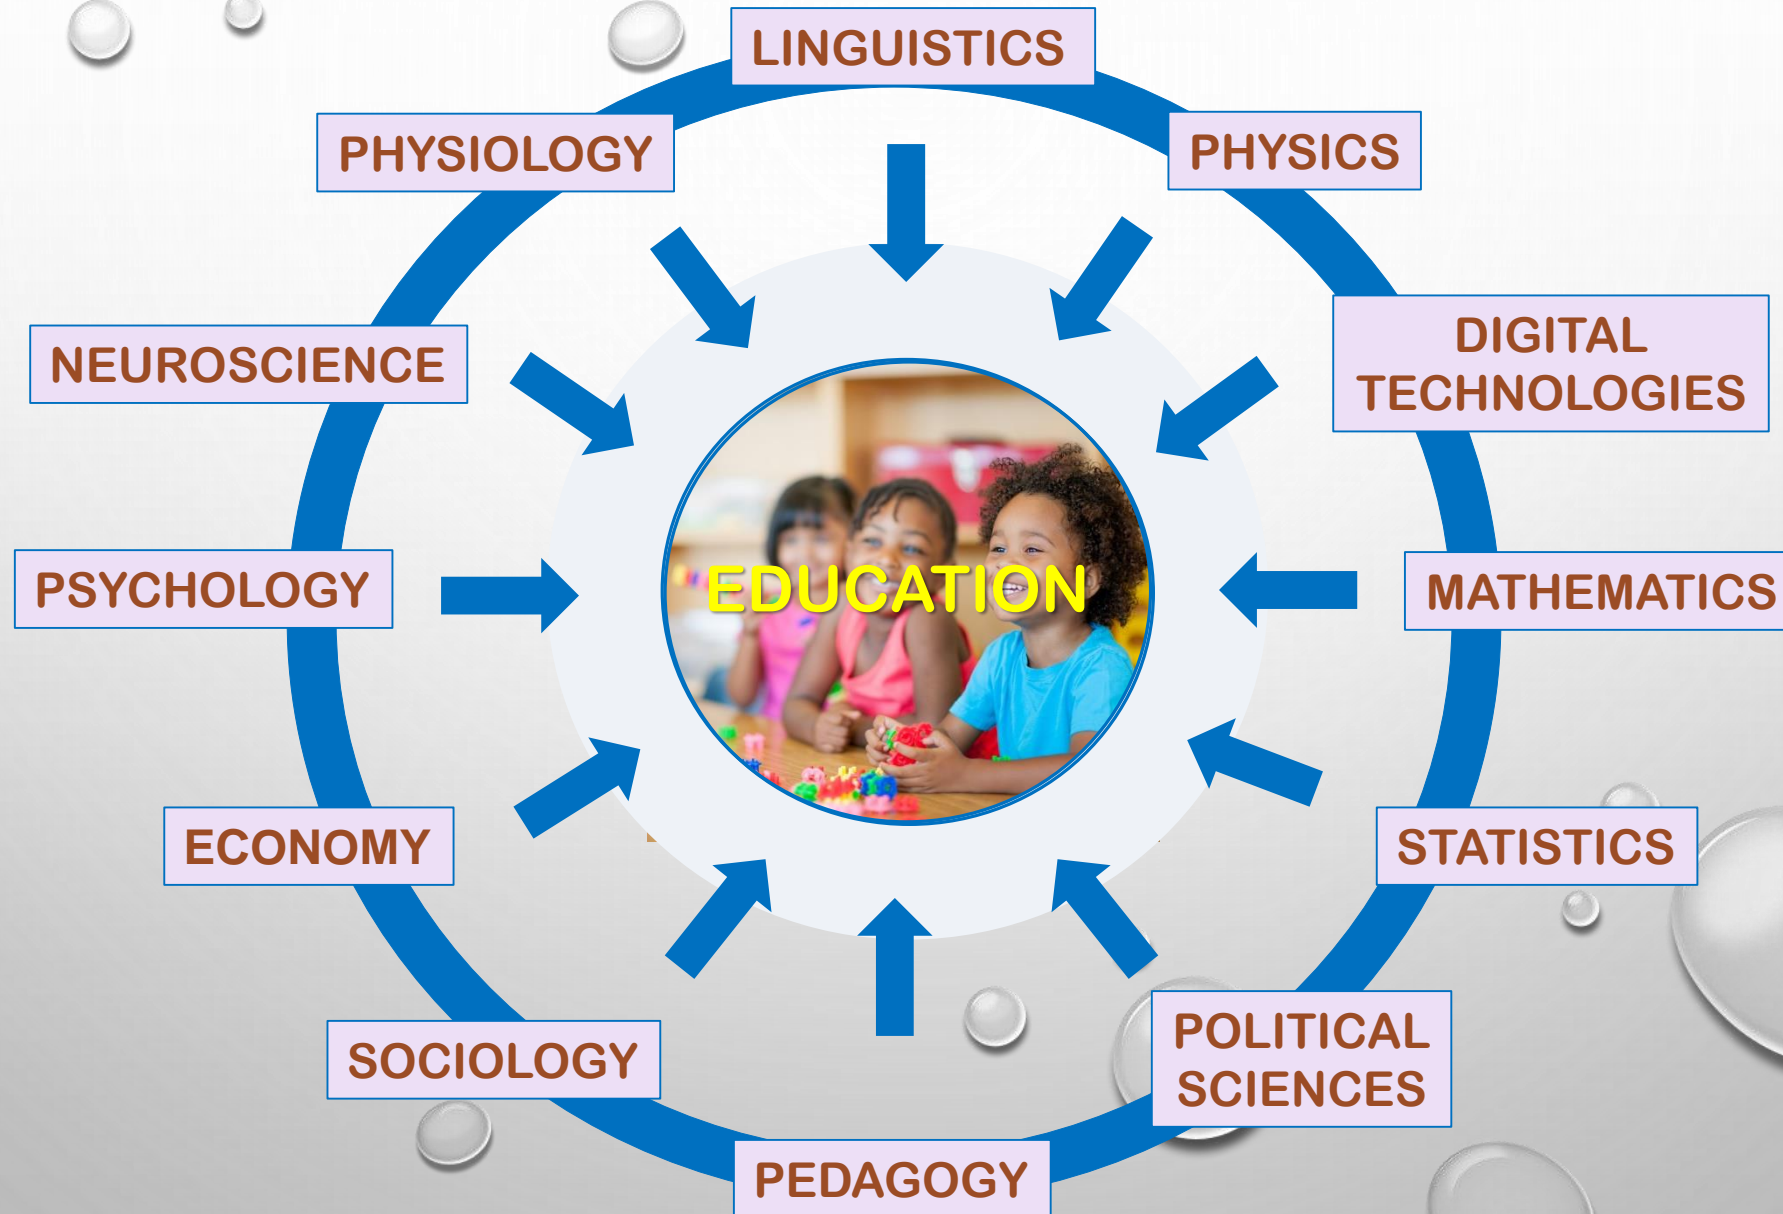 LINGUISTICS
PHYSIOLOGY
PHYSICS
NEUROSCIENCE
DIGITAL
TECHNOLOGIES
EDUCATION
PSYCHOLOGY
MATHEMATICS
ECONOMY
STATISTICS
SOCIOLOGY
POLITICAL
SCIENCES
PEDAGOGY